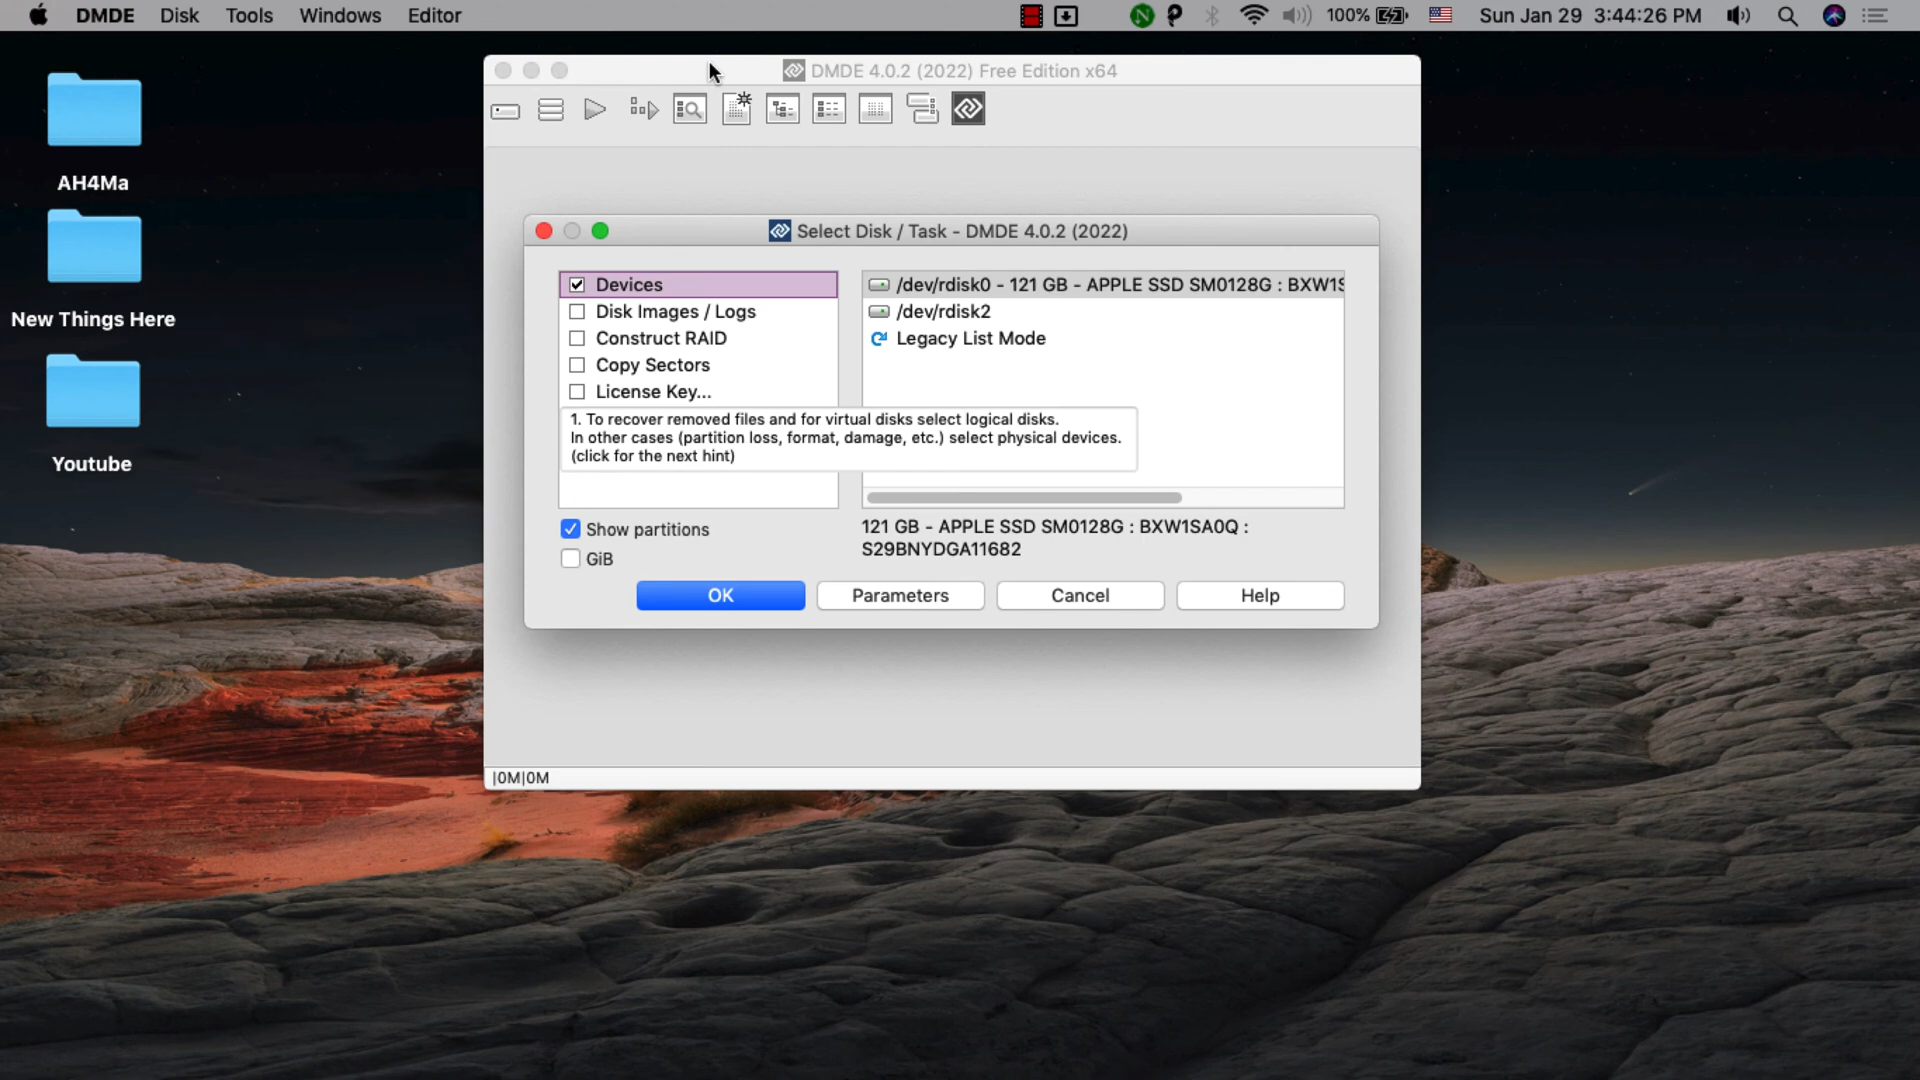 DMDE Disk Tools Windows Editor
100% Sun Jan 29 3:44:26 PM
AH4Ma
New Things Here
Youtube
DMDE 4.0.2 (2022) Free Edition x64
Select Disk / Task - DMDE 4.0.2 (2022)
Devices
Disk Images / Logs
Construct RAID
Copy Sectors
License Key...
/dev/rdisk0 - 121 GB - APPLE SSD SM0128G : BXW1S
/dev/rdisk2
Legacy List Mode
1. To recover removed files and for virtual disks select logical disks.
In other cases (partition loss, format, damage, etc.) select physical devices.
(click for the next hint)
Show partitions
GiB
121 GB - APPLE SSD SM0128G : BXW1SA0Q :
S29BNYDGA11682
OK Parameters Cancel Help
|0M|0M